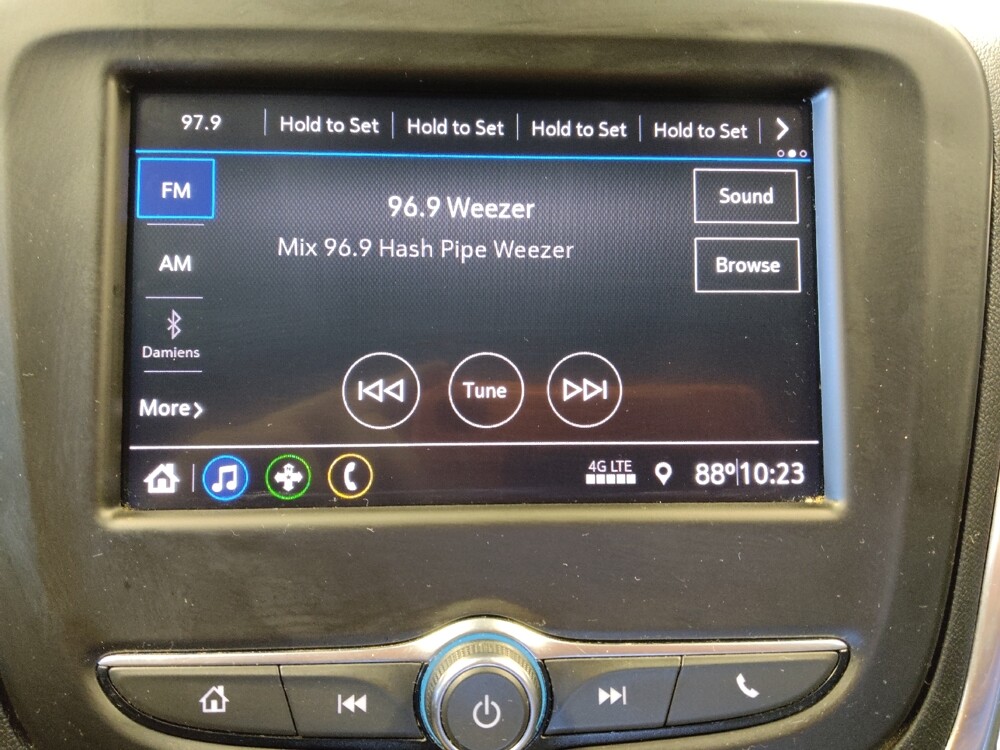 97.9 Hold to Set Hold to Set Hold to Set Hold to Set
FM
96.9 Weezer
Sound
Mix 96.9 Hash Pipe Weezer
AM
Browse
Damiens
Tune
More
4G LTE
88° 10:23